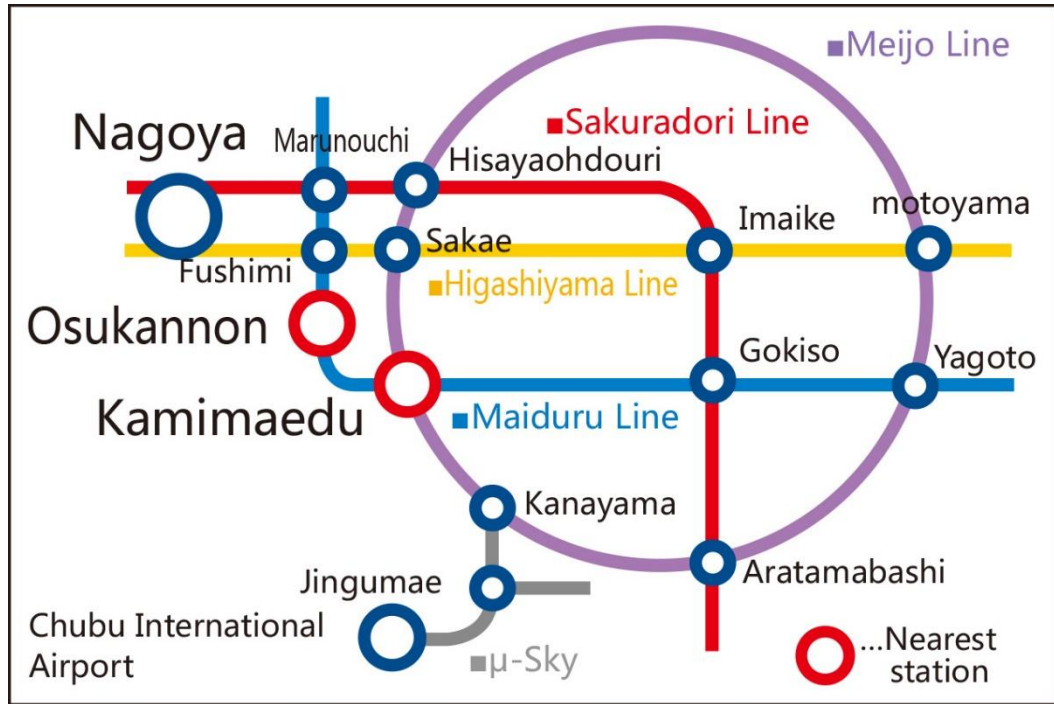 ■Meijo Line
Nagoya
Marunouchi
■Sakuradori Line
Hisayaohdouri
Imaike
motoyama
Fushimi
Sakae
■Higashiyama Line
Osukannon
Gokiso
Yagoto
Kamimaedu
■Maiduru Line
Kanayama
Jingumae
Aratamabashi
Chubu International
Airport
■μ-Sky
...Nearest
station